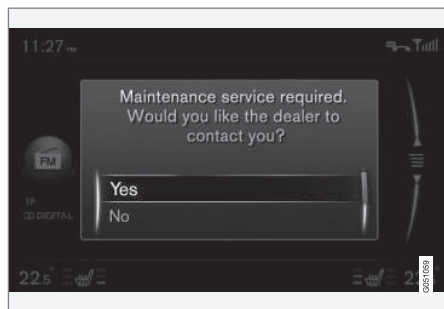 11:27 PM
Maintenance service required.
Would you like the dealer to
contact you?
FM
Yes
No
TP
DIGITAL
22.5°
G051059